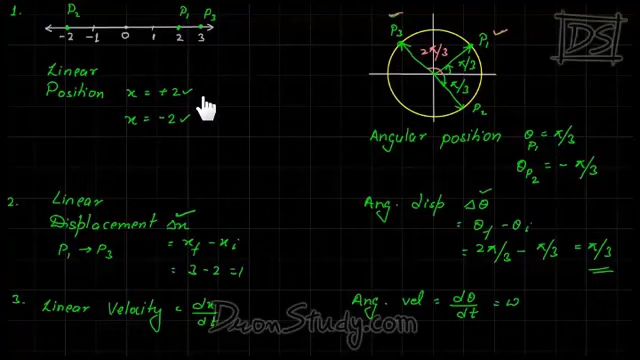 1.
P₂ P₁ P₃
-2 -1 0 1 2 3
Linear
Position x = +2 ✓
x = -2 ✓
P₃ P₁
2π/3
π/3
π/3
P₂
DS
Angular position θP₁ = π/3
θP₂ = - π/3
2. Linear
Displacement Δx
P₁ → P₃ = xf - xi
= 3 - 2 = 1
Ang. disp Δθ
= θf - θi
= 2π/3 - π/3 = π/3
3. Linear Velocity = dx/dt
Ang. vel = dθ/dt = ω
DwonStudy.com